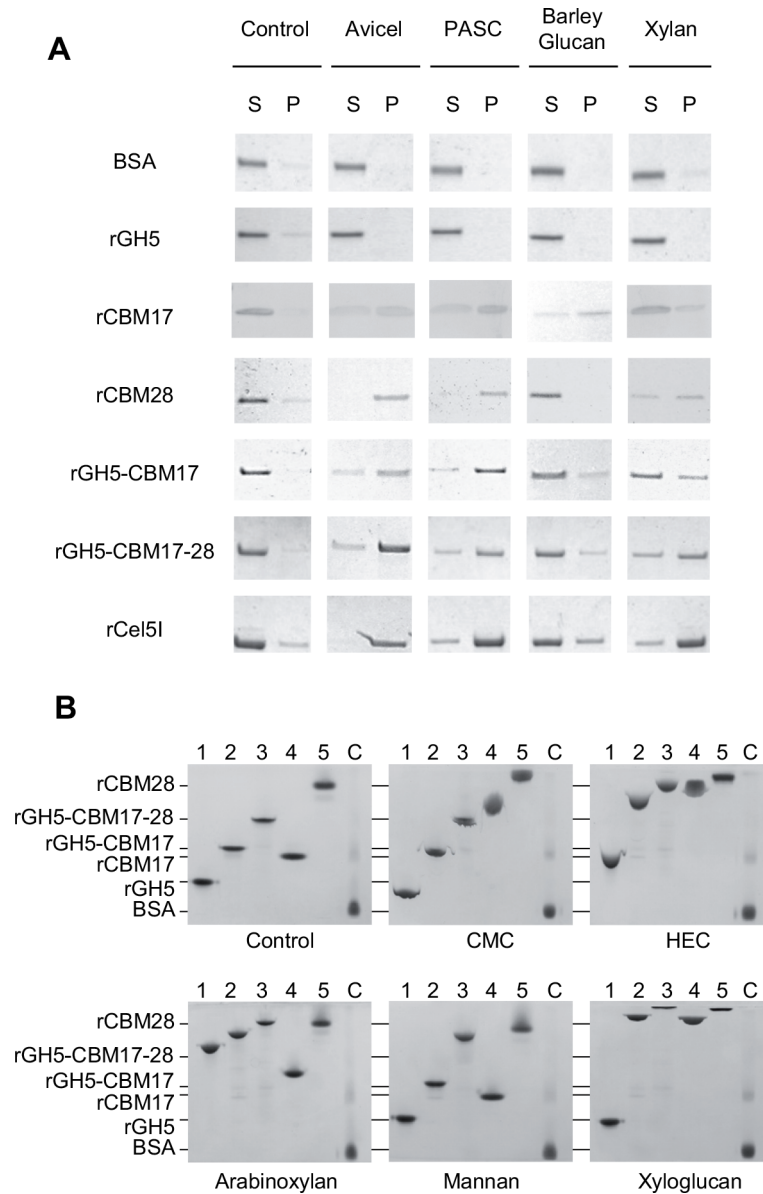 A
Control Avicel PASC Barley Glucan Xylan
S P S P S P S P S P
BSA
rGH5
rCBM17
rCBM28
rGH5-CBM17
rGH5-CBM17-28
rCel5I
B
1 2 3 4 5 C 1 2 3 4 5 C 1 2 3 4 5 C
rCBM28
rGH5-CBM17-28
rGH5-CBM17
rCBM17
rGH5
BSA
Control CMC HEC
1 2 3 4 5 C 1 2 3 4 5 C 1 2 3 4 5 C
rCBM28
rGH5-CBM17-28
rGH5-CBM17
rCBM17
rGH5
BSA
Arabinoxylan Mannan Xyloglucan